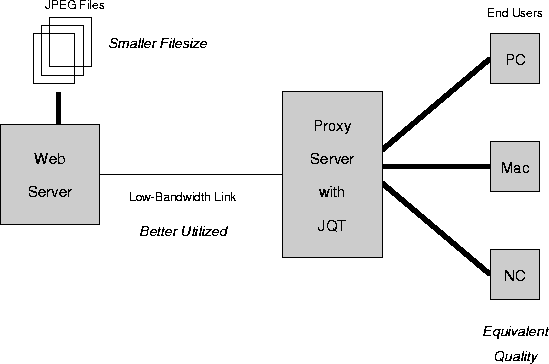 JPEG Files
Smaller Filesize
End Users
PC
Web
Server
Proxy
Server
with
JQT
Mac
Low-Bandwidth Link
Better Utilized
NC
Equivalent
Quality